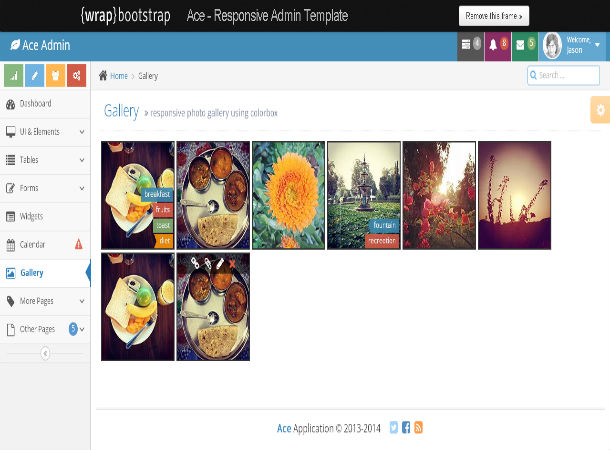 {wrap}bootstrap Ace - Responsive Admin Template Remove this frame »
Ace Admin 4 8 5 Welcome, Jason
Home > Gallery Search ...
Gallery » responsive photo gallery using colorbox
Dashboard
UI & Elements
Tables
Forms
Widgets
Calendar
Gallery
More Pages
Other Pages 5
breakfast
fruits
toast
diet
fountain
recreation
Ace Application © 2013-2014